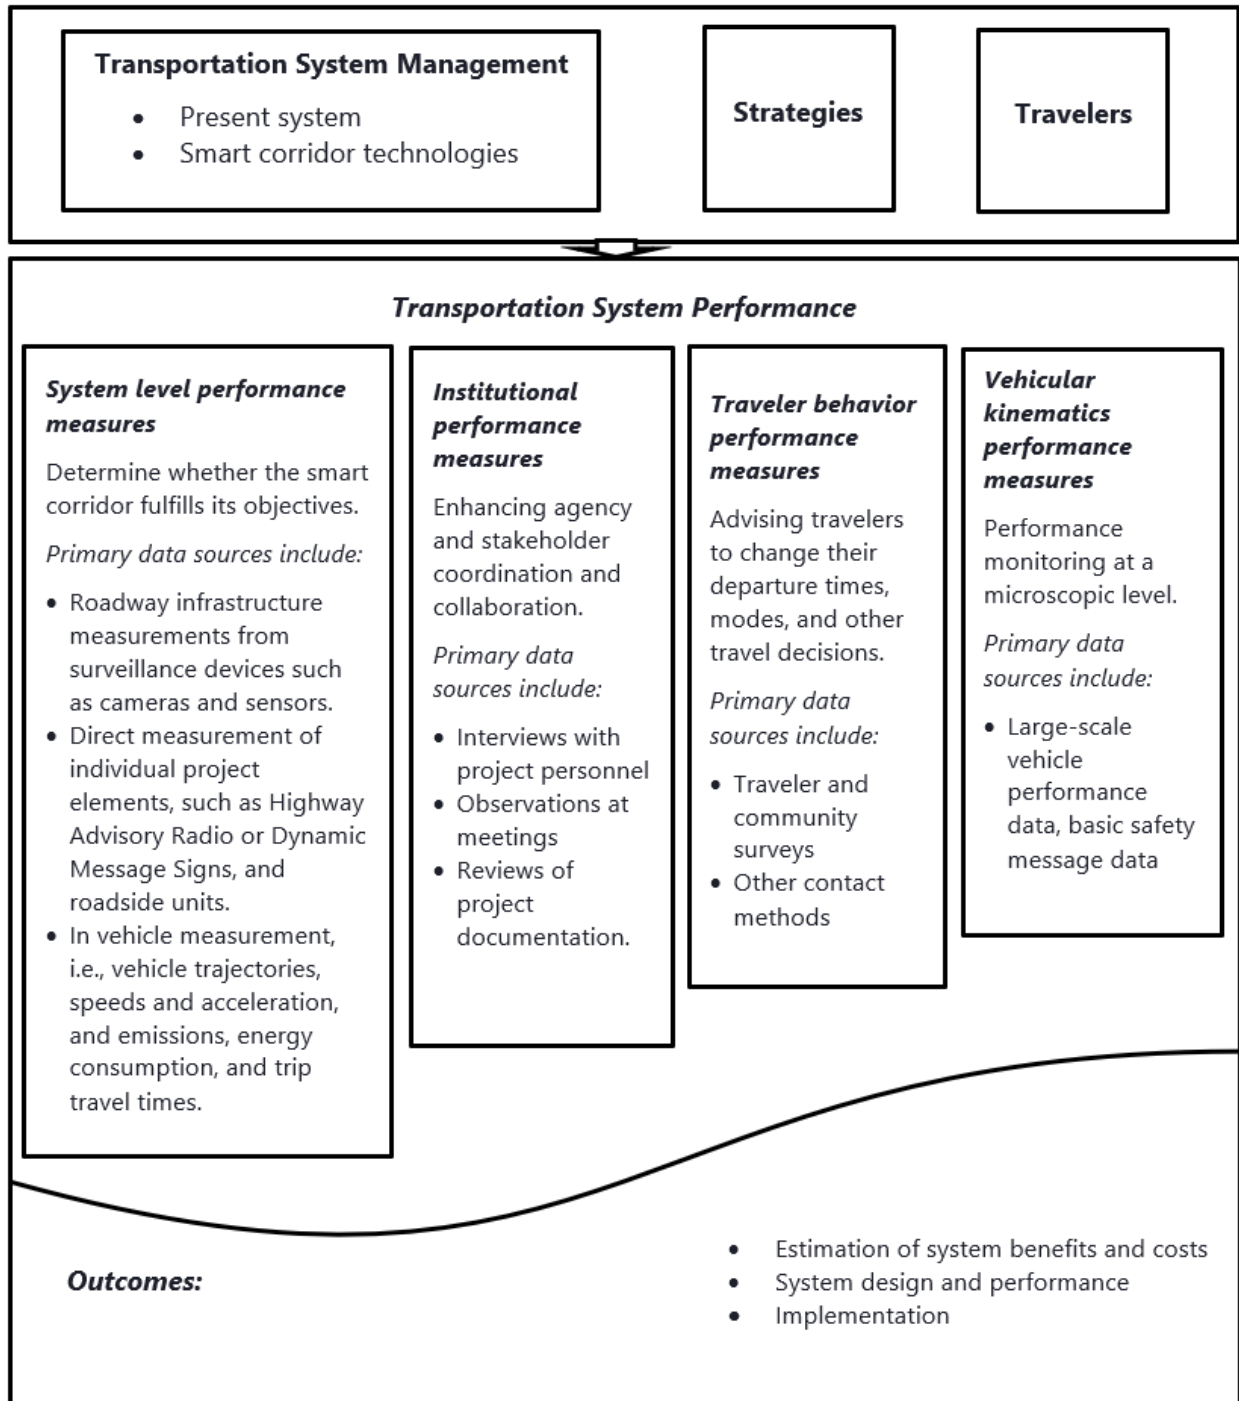 Transportation System Management
• Present system
• Smart corridor technologies
Strategies
Travelers
Transportation System Performance
System level performance
measures
Determine whether the smart
corridor fulfills its objectives.
Primary data sources include:
• Roadway infrastructure
measurements from
surveillance devices such
as cameras and sensors.
• Direct measurement of
individual project
elements, such as Highway
Advisory Radio or Dynamic
Message Signs, and
roadside units.
• In vehicle measurement,
i.e., vehicle trajectories,
speeds and acceleration,
and emissions, energy
consumption, and trip
travel times.
Institutional
performance
measures
Enhancing agency
and stakeholder
coordination and
collaboration.
Primary data
sources include:
• Interviews with
project personnel
• Observations at
meetings
• Reviews of
project
documentation.
Traveler behavior
performance
measures
Advising travelers
to change their
departure times,
modes, and other
travel decisions.
Primary data
sources include:
• Traveler and
community
surveys
• Other contact
methods
Vehicular
kinematics
performance
measures
Performance
monitoring at a
microscopic level.
Primary data
sources include:
• Large-scale
vehicle
performance
data, basic safety
message data
Outcomes:
• Estimation of system benefits and costs
• System design and performance
• Implementation